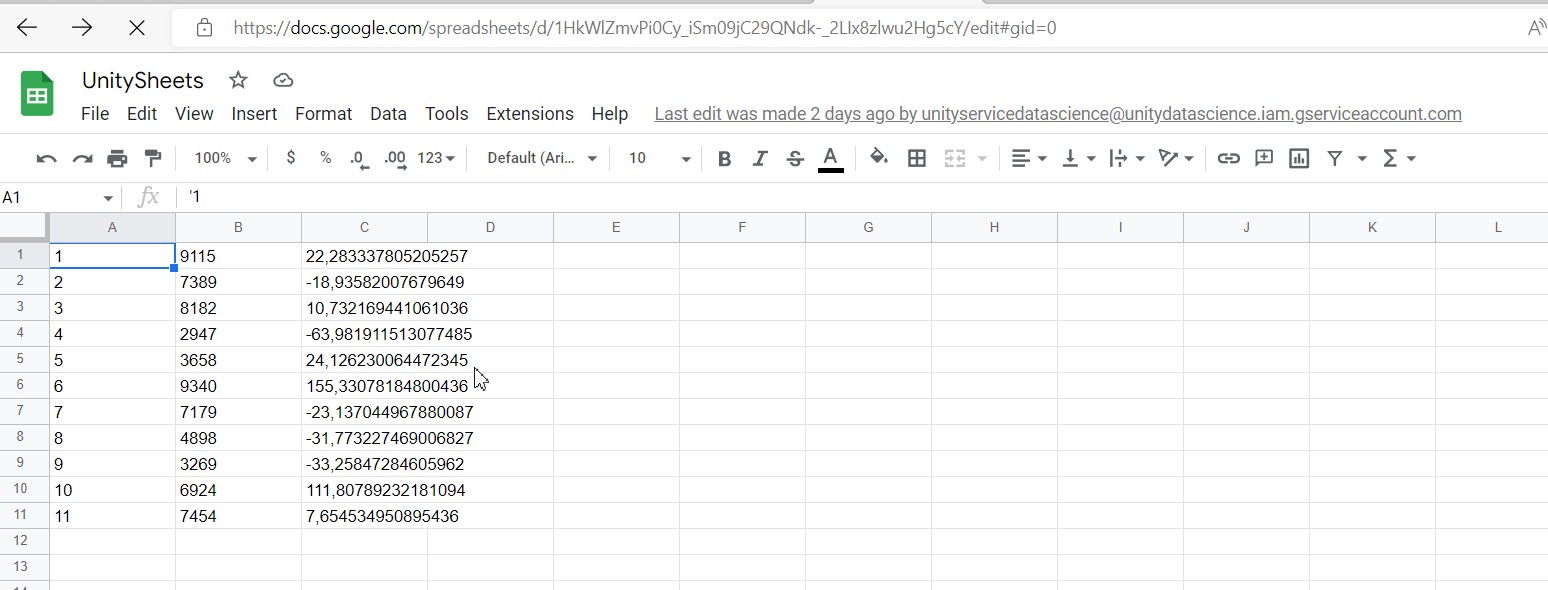 https://docs.google.com/spreadsheets/d/1HkWlZmvPi0Cy_iSm09jC29QNdk-_2LIx8zlwu2Hg5cY/edit#gid=0
UnitySheets
File Edit View Insert Format Data Tools Extensions Help Last edit was made 2 days ago by unityservicedatascience@unitydatascience.iam.gserviceaccount.com
100% $ % .0 .00 123 Default (Ari... 10 B I S A
A1 fx '1
A B C D E F G H I J K L
1 1 9115 22,283337805205257
2 2 7389 -18,93582007679649
3 3 8182 10,732169441061036
4 4 2947 -63,981911513077485
5 5 3658 24,126230064472345
6 6 9340 155,33078184800436
7 7 7179 -23,137044967880087
8 8 4898 -31,773227469006827
9 9 3269 -33,25847284605962
10 10 6924 111,80789232181094
11 11 7454 7,654534950895436
12
13